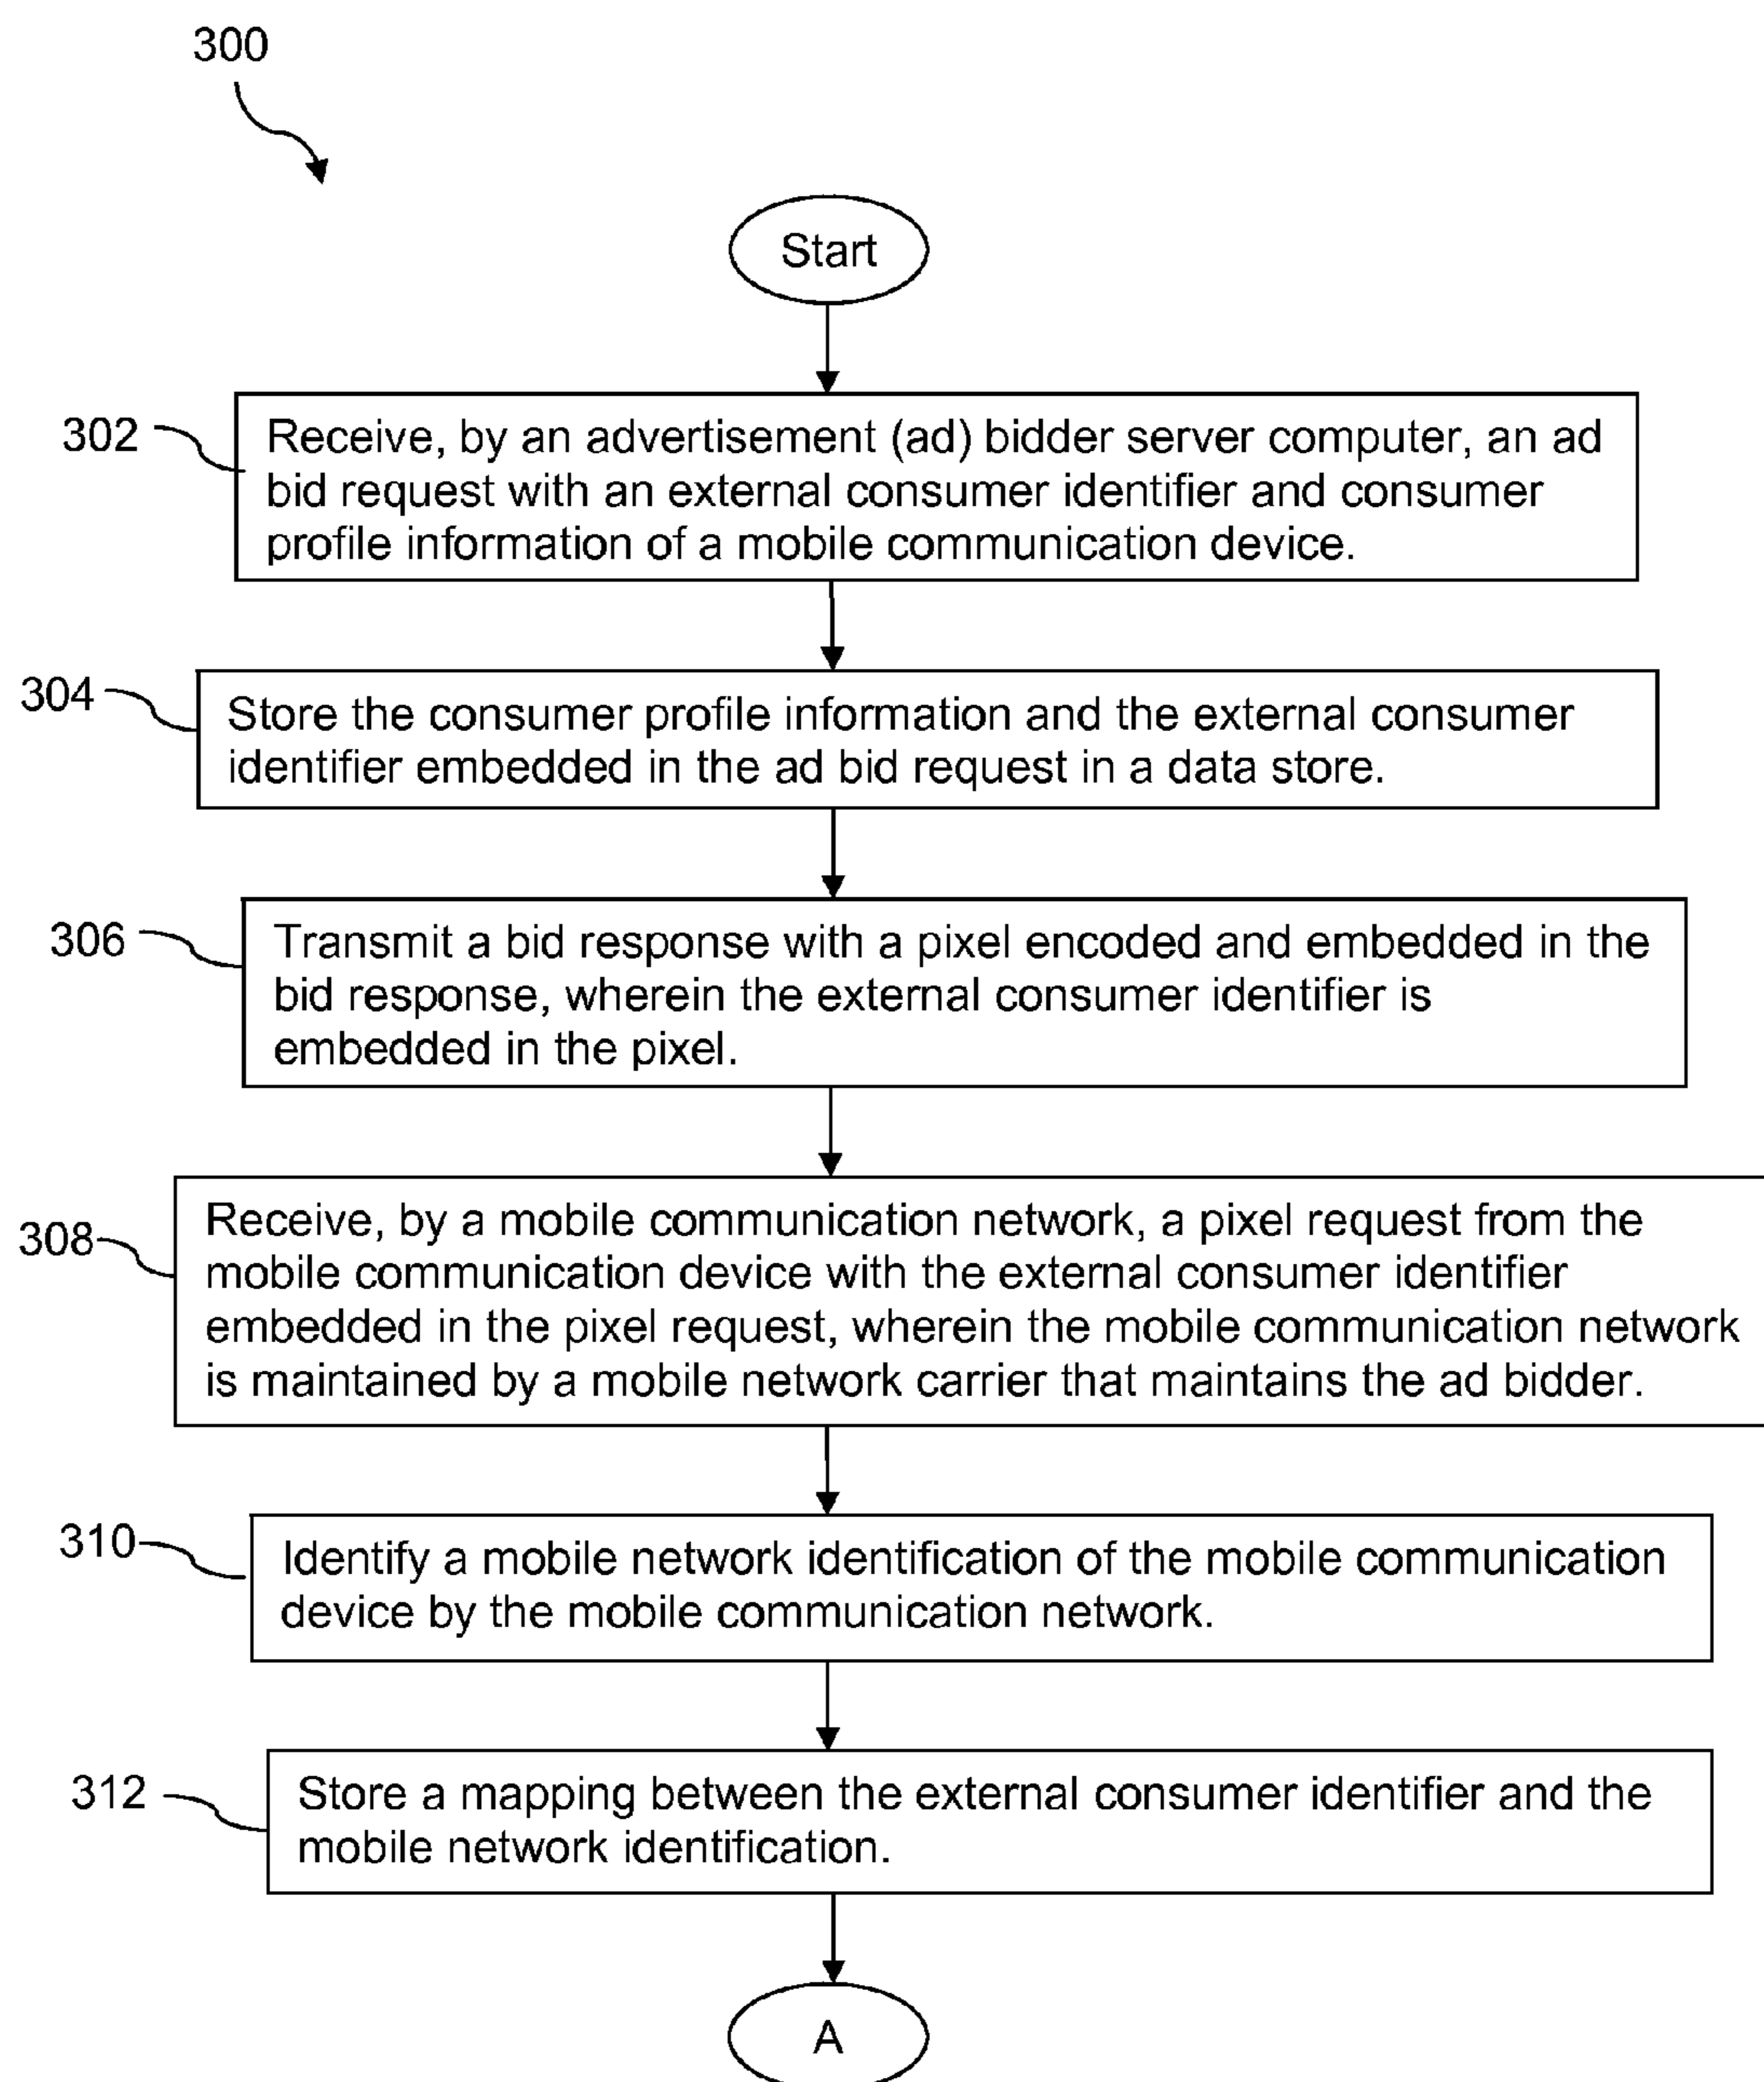 300
Start
302
Receive, by an advertisement (ad) bidder server computer, an ad
bid request with an external consumer identifier and consumer
profile information of a mobile communication device.
304
Store the consumer profile information and the external consumer
identifier embedded in the ad bid request in a data store.
306
Transmit a bid response with a pixel encoded and embedded in the
bid response, wherein the external consumer identifier is
embedded in the pixel.
308
Receive, by a mobile communication network, a pixel request from the
mobile communication device with the external consumer identifier
embedded in the pixel request, wherein the mobile communication network
is maintained by a mobile network carrier that maintains the ad bidder.
310
Identify a mobile network identification of the mobile communication
device by the mobile communication network.
312
Store a mapping between the external consumer identifier and the
mobile network identification.
A